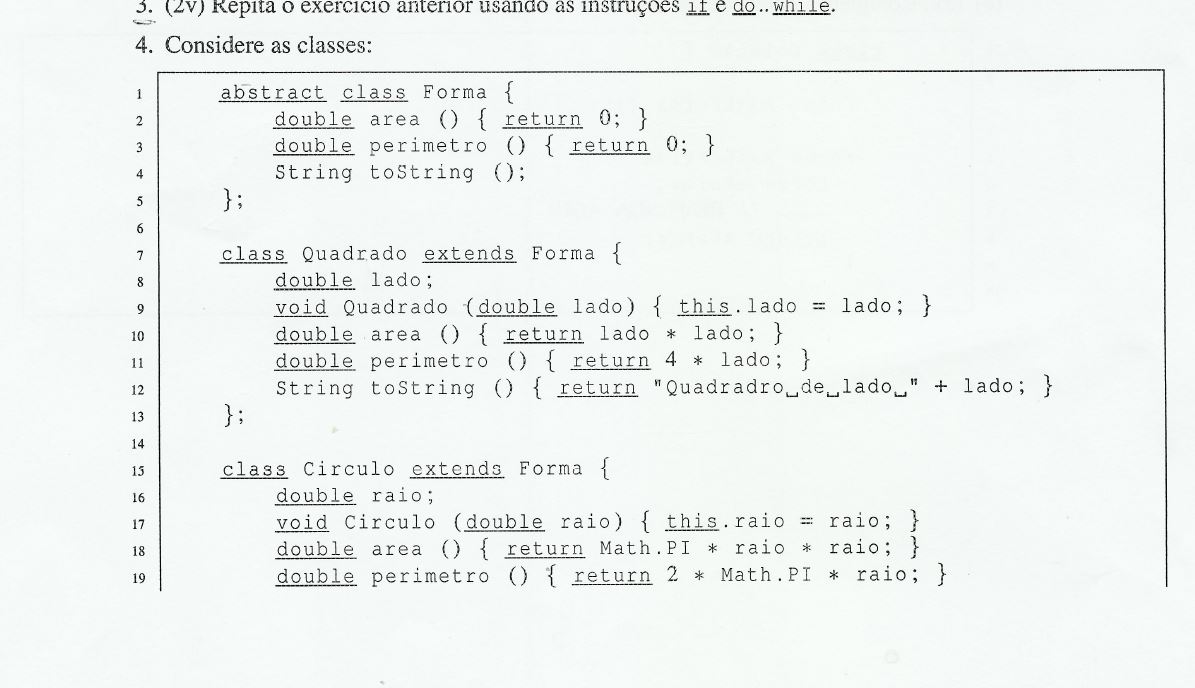 3. (2v) Repita o exercício anterior usando as instruções if e do..while.
4. Considere as classes:
1 abstract class Forma {
2 double area () { return 0; }
3 double perimetro () { return 0; }
4 String toString ();
5 };
6
7 class Quadrado extends Forma {
8 double lado;
9 void Quadrado (double lado) { this.lado = lado; }
10 double area () { return lado * lado; }
11 double perimetro () { return 4 * lado; }
12 String toString () { return "Quadradro␣de␣lado␣" + lado; }
13 };
14
15 class Circulo extends Forma {
16 double raio;
17 void Circulo (double raio) { this.raio = raio; }
18 double area () { return Math.PI * raio * raio; }
19 double perimetro () { return 2 * Math.PI * raio; }